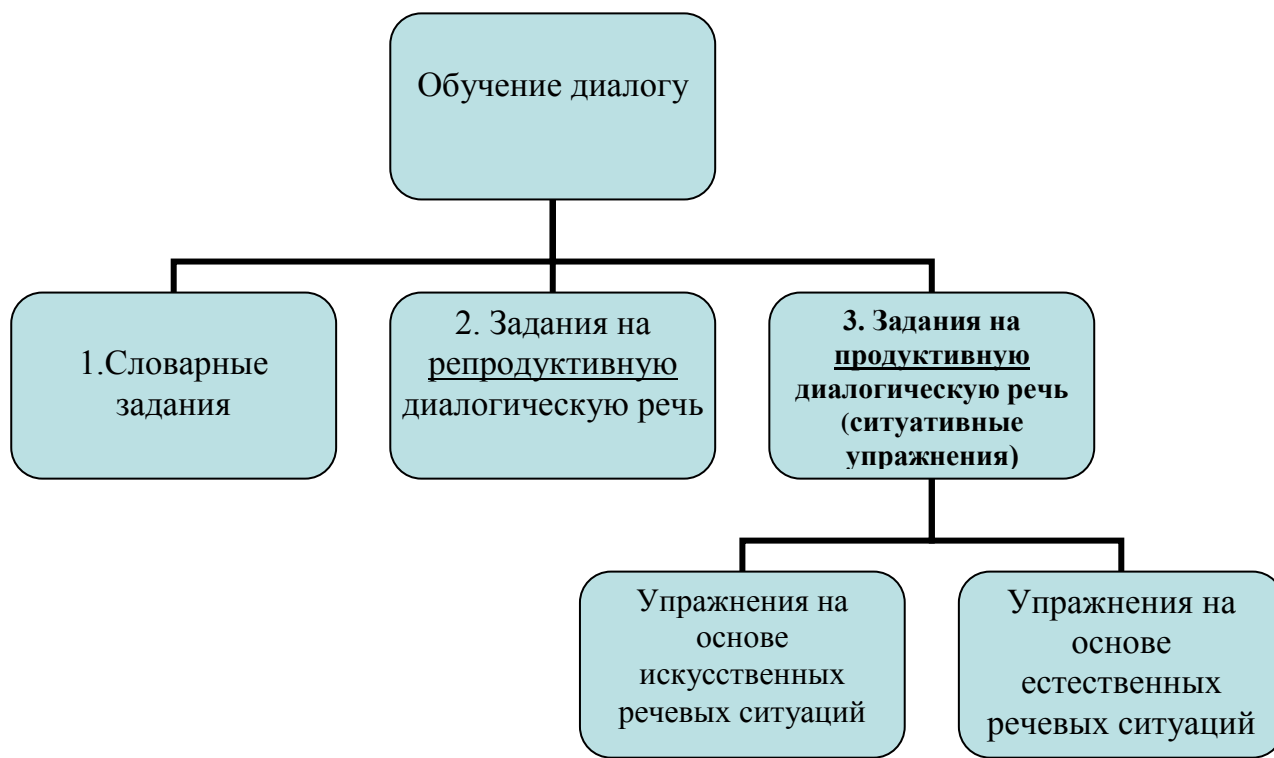 Обучение диалогу
1.Словарные
задания
2. Задания на
репродуктивную
диалогическую речь
3. Задания на
продуктивную
диалогическую речь
(ситуативные
упражнения)
Упражнения на
основе
искусственных
речевых ситуаций
Упражнения на
основе
естественных
речевых ситуаций